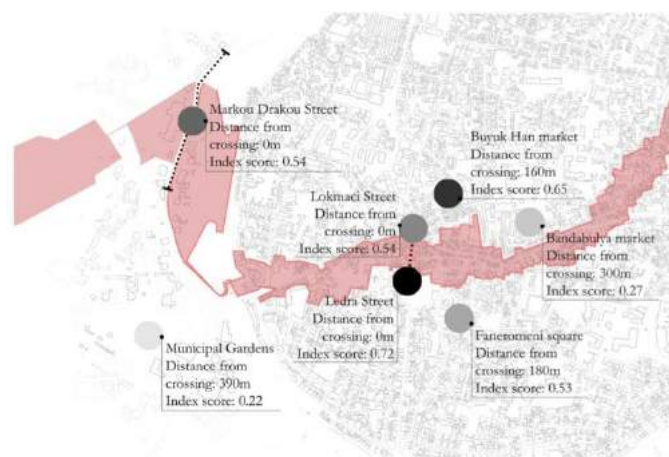 Markou Drakou Street
Distance from
crossing: 0m
Index score: 0.54
Buyuk Han market
Distance from
crossing: 160m
Index score: 0.65
Lokmaci Street
Distance from
crossing: 0m
Index score: 0.54
Bandabulya market
Distance from
crossing: 300m
Index score: 0.27
Ledra Street
Distance from
crossing: 0m
Index score: 0.72
Municipal Gardens
Distance from
crossing: 390m
Index score: 0.22
Faneromeni square
Distance from
crossing: 180m
Index score: 0.53